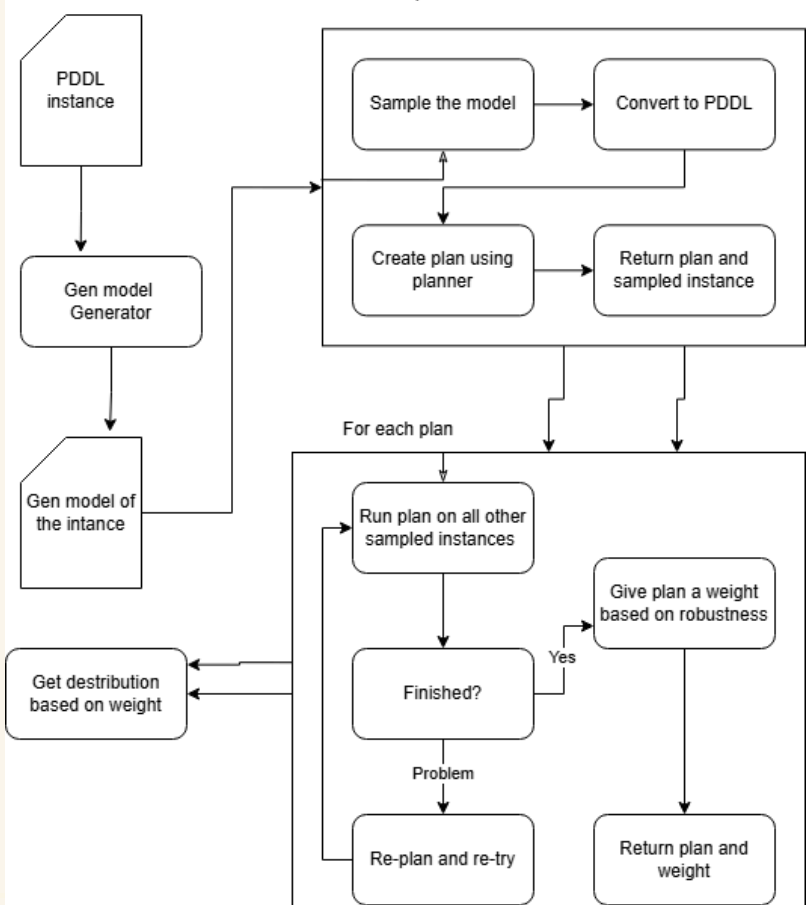 PDDL
instance
Sample the model
Convert to PDDL
Create plan using
planner
Return plan and
sampled instance
Gen model
Generator
Gen model of
the intance
For each plan
Run plan on all other
sampled instances
Give plan a weight
based on robustness
Yes
Finished?
Get destribution
based on weight
Problem
Re-plan and re-try
Return plan and
weight